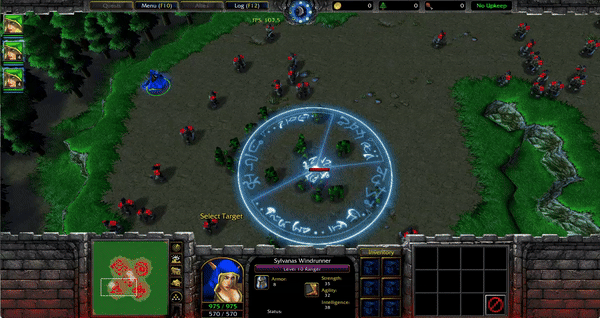 Quests
Menu (F10)
Allies
Log (F12)
0
0
0
No Upkeep
FPS: 103.5
Select Target
Sylvanas Windrunner
Level 10 Ranger
Inventory
Armor:
6
Strength:
35
Agility:
32
Intelligence:
38
Status:
975 / 975
570 / 570